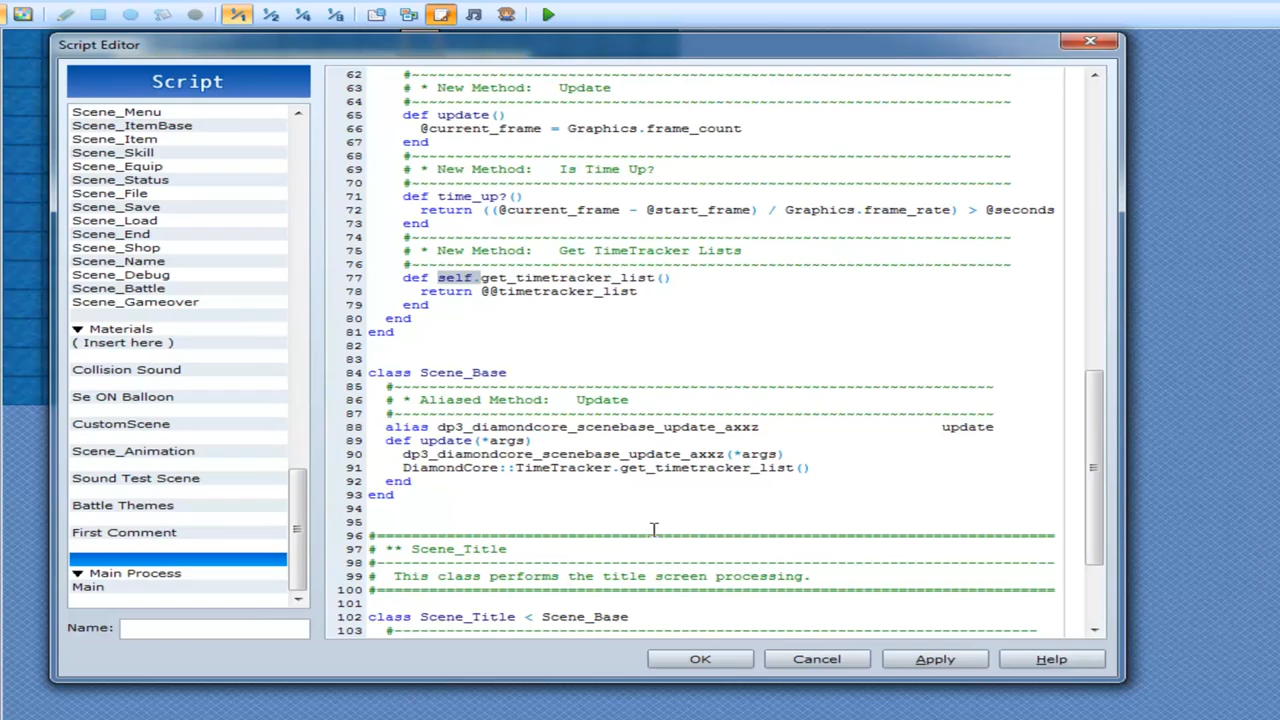 Script Editor
Script
Scene_Menu
Scene_ItemBase
Scene_Item
Scene_Skill
Scene_Equip
Scene_Status
Scene_File
Scene_Save
Scene_Load
Scene_End
Scene_Shop
Scene_Name
Scene_Debug
Scene_Battle
Scene_Gameover
▼ Materials
( Insert here )
Collision Sound
Se ON Balloon
CustomScene
Scene_Animation
Sound Test Scene
Battle Themes
First Comment
▼ Main Process
Main
Name:
62 #--------------------------------------------------------------------------
63 # * New Method:   Update
64 #--------------------------------------------------------------------------
65 def update()
66 @current_frame = Graphics.frame_count
67 end
68 #--------------------------------------------------------------------------
69 # * New Method:   Is Time Up?
70 #--------------------------------------------------------------------------
71 def time_up?()
72 return ((@current_frame - @start_frame) / Graphics.frame_rate) > @seconds
73 end
74 #--------------------------------------------------------------------------
75 # * New Method:   Get TimeTracker Lists
76 #--------------------------------------------------------------------------
77 def self.get_timetracker_list()
78 return @@timetracker_list
79 end
80 end
81 end
82
83
84 class Scene_Base
85 #--------------------------------------------------------------------------
86 # * Aliased Method:   Update
87 #--------------------------------------------------------------------------
88 alias dp3_diamondcore_scenebase_update_axxz update
89 def update(*args)
90 dp3_diamondcore_scenebase_update_axxz(*args)
91 DiamondCore::TimeTracker.get_timetracker_list()
92 end
93 end
94
95
96 #==============================================================================
97 # ** Scene_Title
98 #------------------------------------------------------------------------------
99 #  This class performs the title screen processing.
100 #==============================================================================
101
102 class Scene_Title < Scene_Base
103 #--------------------------------------------------------------------------
OK Cancel Apply Help